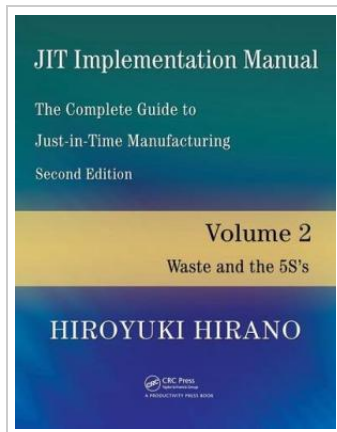 JIT Implementation Manual
The Complete Guide to
Just-in-Time Manufacturing
Second Edition
Volume 2
Waste and the 5S's
HIROYUKI HIRANO
CRC Press
Taylor & Francis Group
A PRODUCTIVITY PRESS BOOK